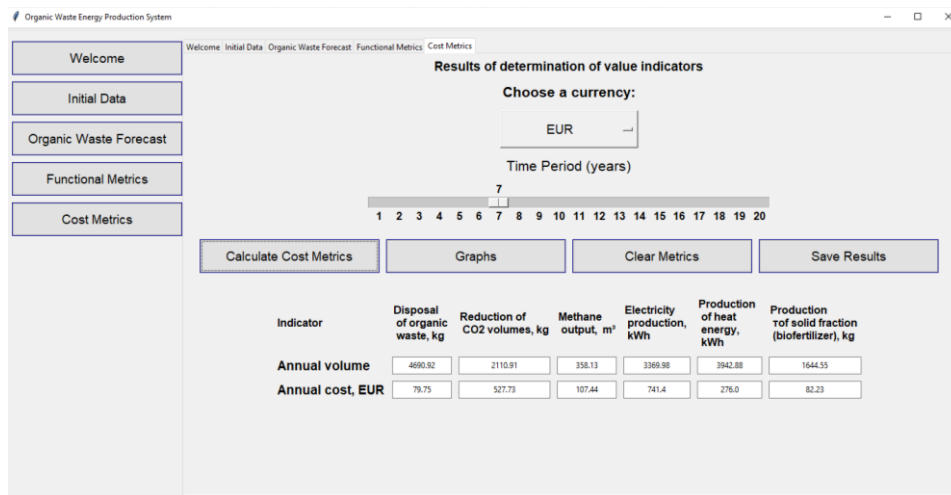 Organic Waste Energy Production System
Welcome Initial Data Organic Waste Forecast Functional Metrics Cost Metrics
Welcome
Initial Data
Organic Waste Forecast
Functional Metrics
Cost Metrics
Results of determination of value indicators
Choose a currency:
EUR
Time Period (years)
7
1 2 3 4 5 6 7 8 9 10 11 12 13 14 15 16 17 18 19 20
Calculate Cost Metrics Graphs Clear Metrics Save Results
Indicator
Disposal
of organic
waste, kg
Reduction of
CO2 volumes, kg
Methane
output, m³
Electricity
production,
kWh
Production
of heat
energy,
kWh
Production
тof solid fraction
(biofertilizer), kg
Annual volume 4690.92 2110.91 358.13 3369.98 3942.88 1644.55
Annual cost, EUR 79.75 527.73 107.44 741.4 276.0 82.23